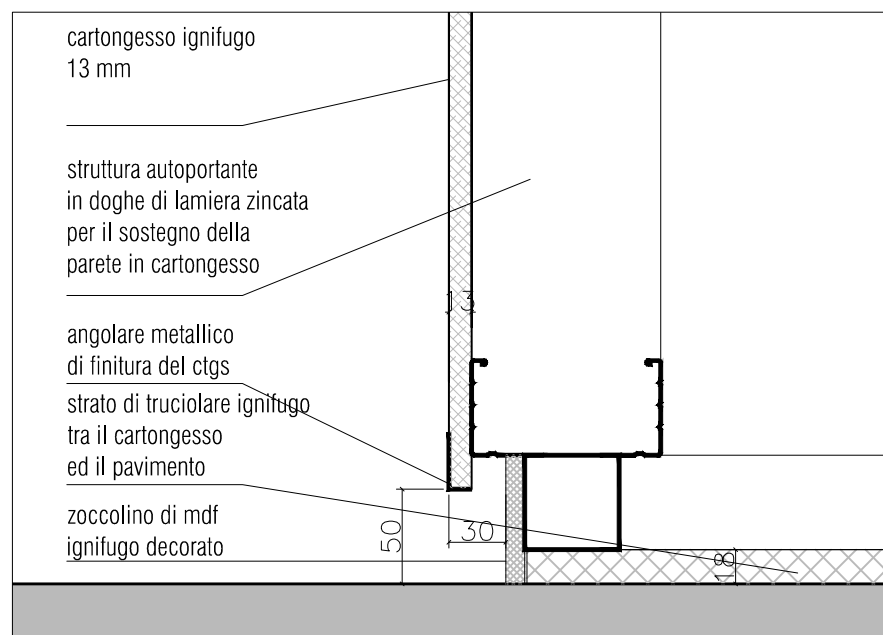 cartongesso ignifugo
13 mm
struttura autoportante
in doghe di lamiera zincata
per il sostegno della
parete in cartongesso
13
angolare metallico
di finitura del ctgs
strato di truciolare ignifugo
tra il cartongesso
ed il pavimento
zoccolino di mdf
ignifugo decorato
50
30
18